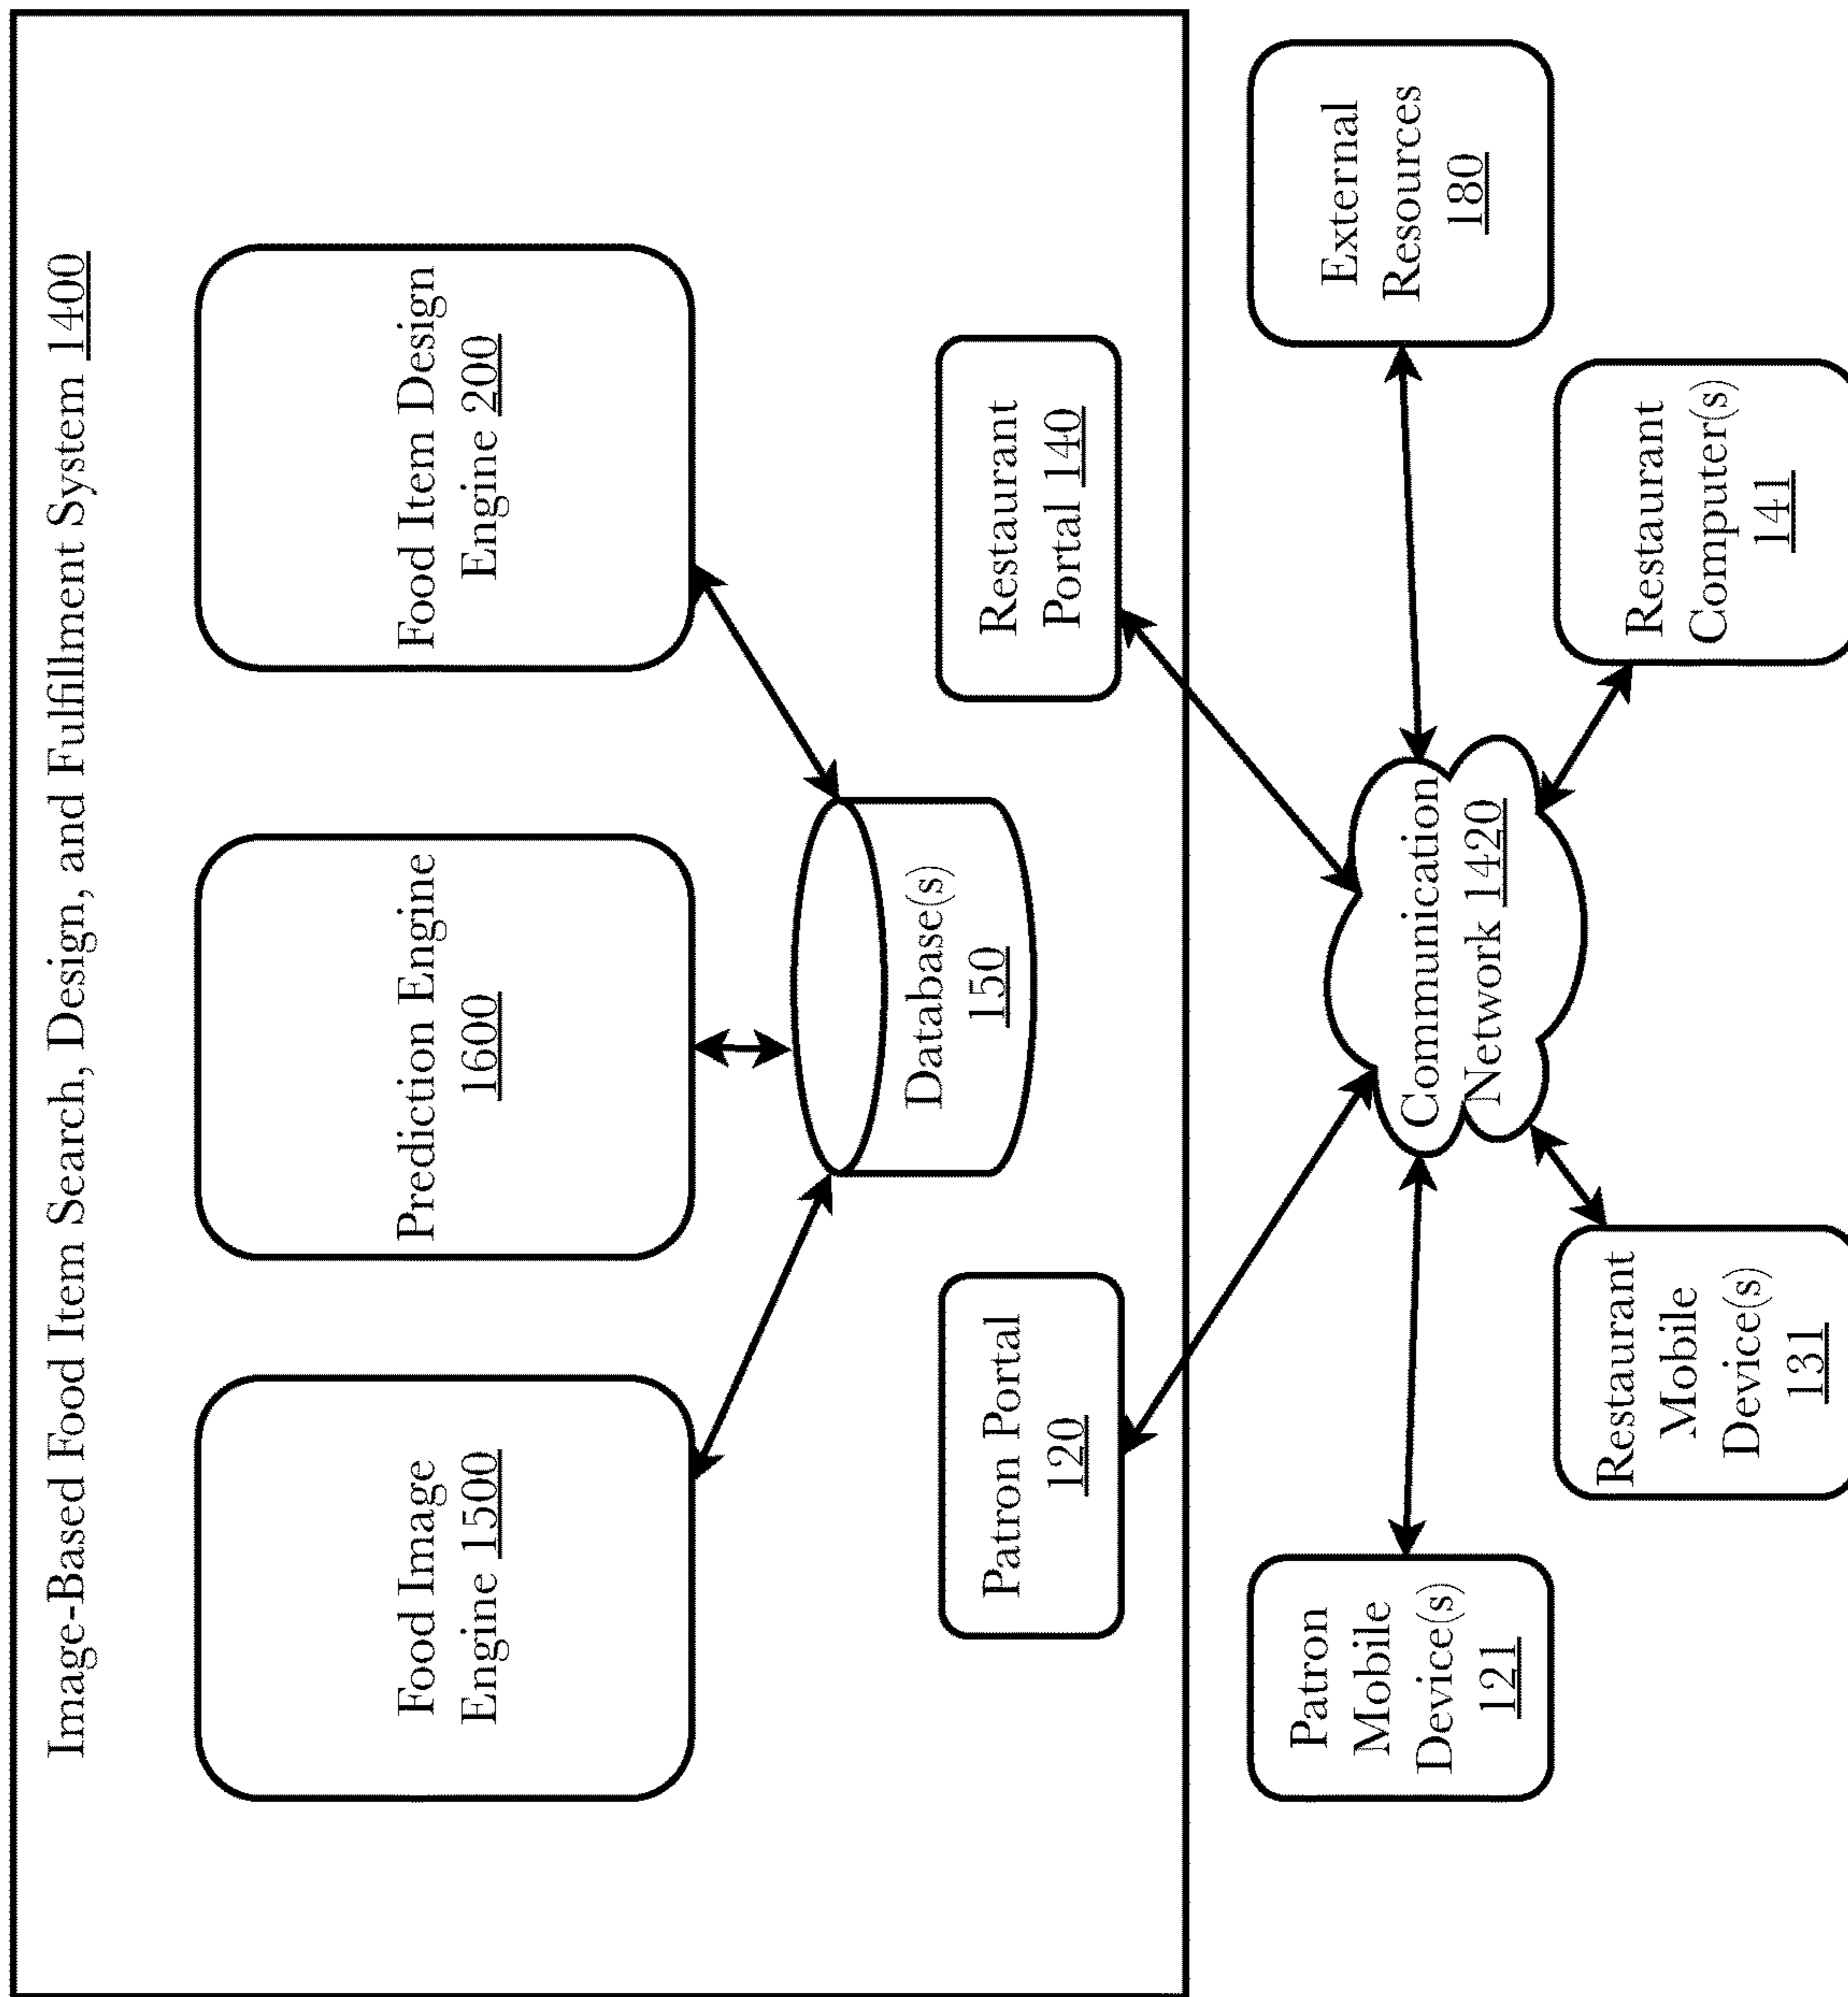 Image-Based Food Item Search, Design, and Fulfillment System 1400
Food Image
Engine 1500
Prediction Engine
1600
Food Item Design
Engine 200
Database(s)
150
Patron Portal
120
Restaurant
Portal 140
Communication
Network 1420
Patron
Mobile
Device(s)
121
External
Resources
180
Restaurant
Mobile
Device(s)
131
Restaurant
Computer(s)
141